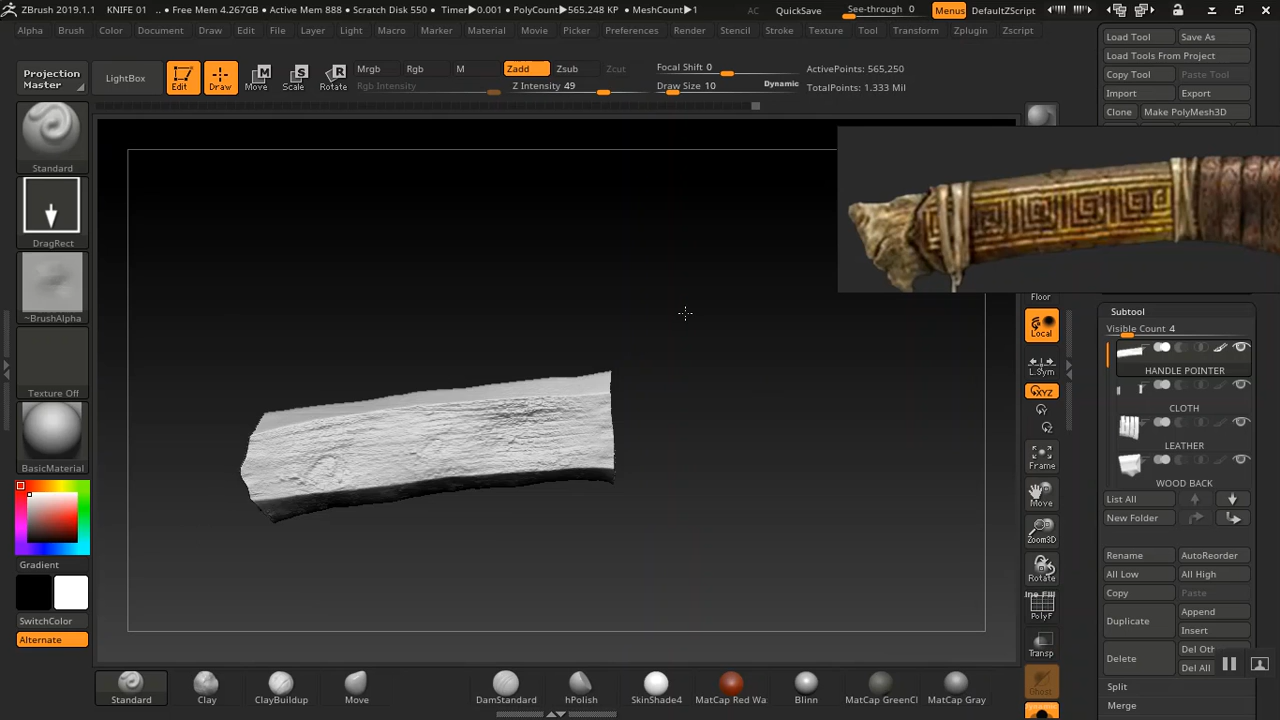 ZBrush 2019.1.1 KNIFE 01 • Free Mem 4.267GB • Active Mem 888 • Scratch Disk 550 • Timer▶0.001 • PolyCount▶565.248 KP • MeshCount▶1 AC QuickSave See-through 0 Menus DefaultZScript
Alpha Brush Color Document Draw Edit File Layer Light Macro Marker Material Movie Picker Preferences Render Stencil Stroke Texture Tool Transform Zplugin Zscript
Projection Master
LightBox
Edit Draw Move Scale Rotate
Mrgb Rgb M Zadd Zsub Zcut
Rgb Intensity Z Intensity 49
Focal Shift 0
Draw Size 10 Dynamic
ActivePoints: 565,250
TotalPoints: 1.333 Mil
Load Tool Save As
Load Tools From Project
Copy Tool Paste Tool
Import Export
Clone Make PolyMesh3D
Standard
DragRect
~BrushAlpha
Texture Off
BasicMaterial
Gradient
SwitchColor
Alternate
Floor
Local
L.Sym
XYZ
Frame
Move
Zoom3D
Rotate
Line Fill
PolyF
Transp
Ghost
Subtool
Visible Count 4
HANDLE POINTER
CLOTH
LEATHER
WOOD BACK
List All
New Folder
Rename AutoReorder
All Low All High
Copy Paste
Duplicate Append
Insert
Delete Del Oth
Del All
Split
Merge
Standard Clay ClayBuildup Move DamStandard hPolish SkinShade4 MatCap Red Wa Blinn MatCap GreenCl MatCap Gray